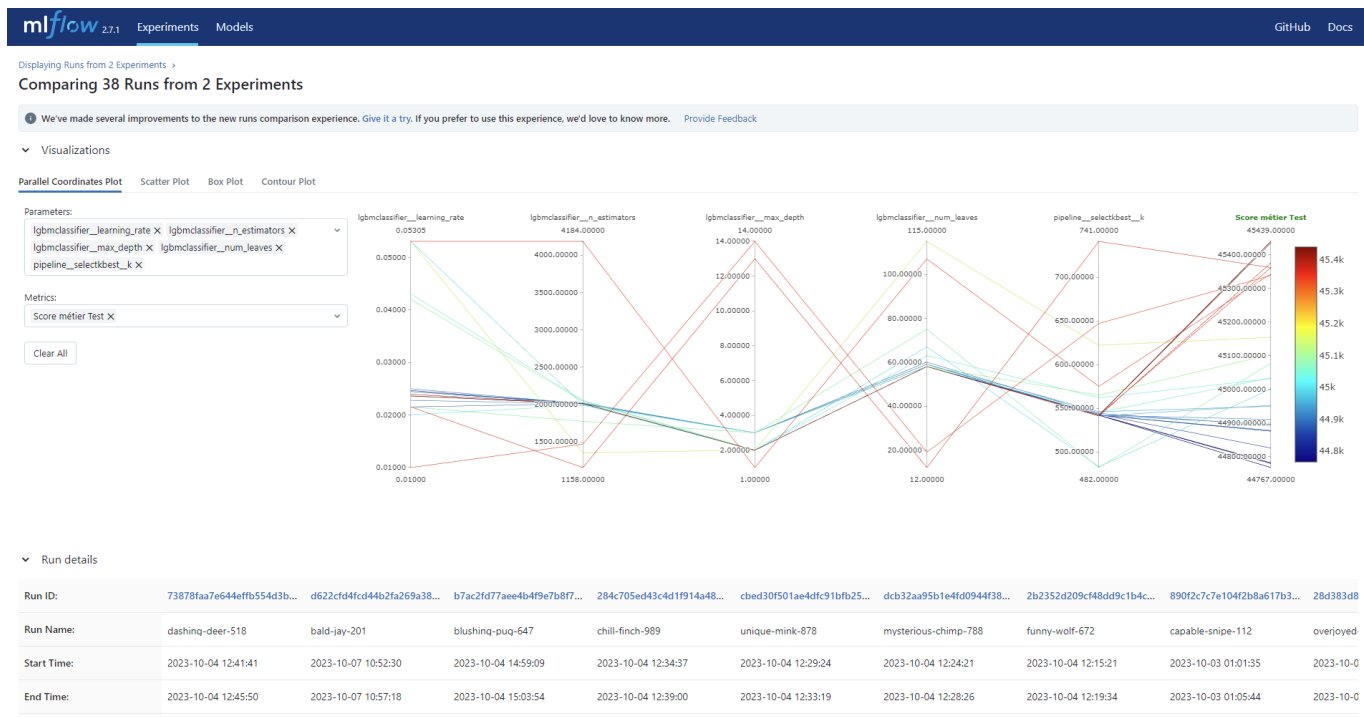 mlflow 2.7.1 Experiments Models GitHub Docs
Displaying Runs from 2 Experiments ›
Comparing 38 Runs from 2 Experiments
We've made several improvements to the new runs comparison experience. Give it a try. If you prefer to use this experience, we'd love to know more. Provide Feedback
Visualizations
Parallel Coordinates Plot Scatter Plot Box Plot Contour Plot
Parameters:
lgbmclassifier__learning_rate × lgbmclassifier__n_estimators ×
lgbmclassifier__max_depth × lgbmclassifier__num_leaves ×
pipeline__selectkbest__k ×
Metrics:
Score métier Test ×
Clear All
lgbmclassifier__learning_rate
0.05305
0.05000
0.04000
0.03000
0.02000
0.01000
0.01000
lgbmclassifier__n_estimators
4184.00000
4000.00000
3500.00000
3000.00000
2500.00000
2000.00000
1500.00000
1158.00000
lgbmclassifier__max_depth
14.00000
14.00000
12.00000
10.00000
8.00000
6.00000
4.00000
2.00000
1.00000
lgbmclassifier__num_leaves
115.00000
100.00000
80.00000
60.00000
40.00000
20.00000
12.00000
pipeline__selectkbest__k
741.00000
700.00000
650.00000
600.00000
550.00000
500.00000
482.00000
Score métier Test
45439.00000
45400.00000
45300.00000
45200.00000
45100.00000
45000.00000
44900.00000
44800.00000
44767.00000
45.4k
45.3k
45.2k
45.1k
45k
44.9k
44.8k
Run details
Run ID: 73878faa7e644effb554d3b... d622cfd4fcd44b2fa269a38... b7ac2fd77aee4b4f9e7b8f7... 284c705ed43c4d1f914a48... cbed30f501ae4dfc91bfb25... dcb32aa95b1e4fd0944f38... 2b2352d209cf48dd9c1b4c... 890f2c7c7e104f2b8a617b3... 28d383d8
Run Name: dashing-deer-518 bald-jay-201 blushing-pug-647 chill-finch-989 unique-mink-878 mysterious-chimp-788 funny-wolf-672 capable-snipe-112 overjoyed
Start Time: 2023-10-04 12:41:41 2023-10-07 10:52:30 2023-10-04 14:59:09 2023-10-04 12:34:37 2023-10-04 12:29:24 2023-10-04 12:24:21 2023-10-04 12:15:21 2023-10-03 01:01:35 2023-10-0
End Time: 2023-10-04 12:45:50 2023-10-07 10:57:18 2023-10-04 15:03:54 2023-10-04 12:39:00 2023-10-04 12:33:19 2023-10-04 12:28:26 2023-10-04 12:19:34 2023-10-03 01:05:44 2023-10-0